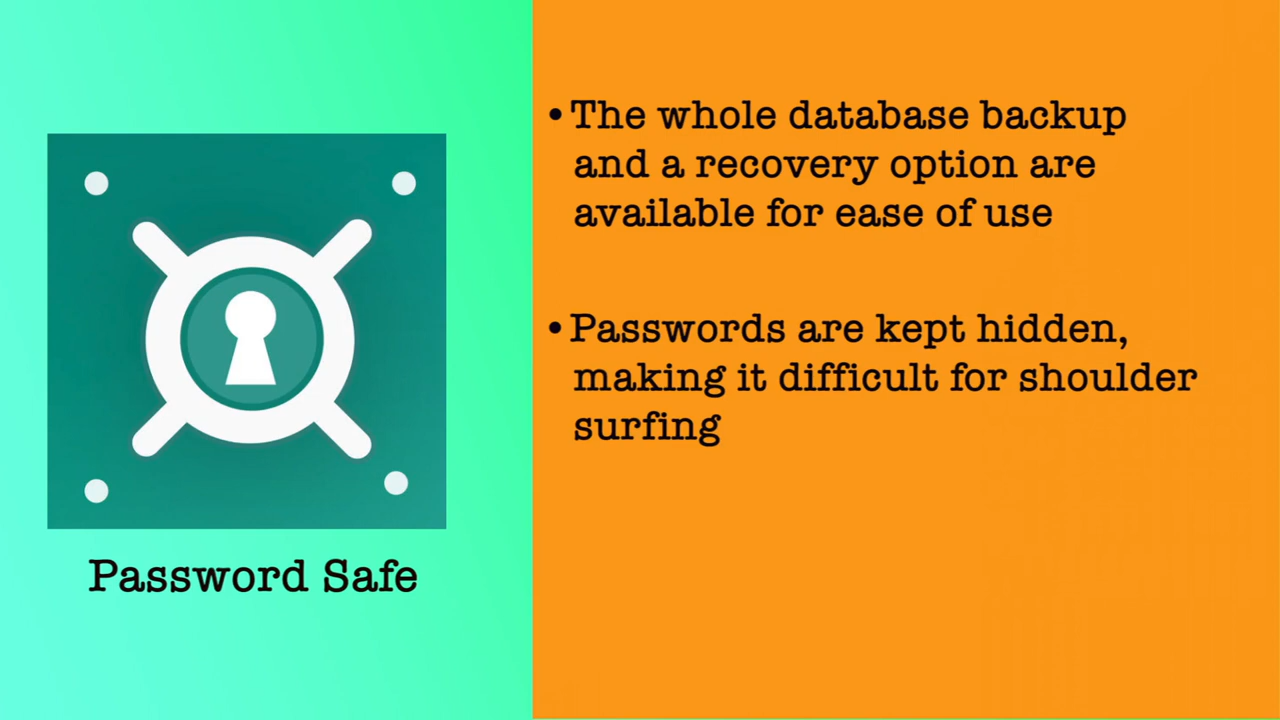 • The whole database backup
and a recovery option are
available for ease of use
• Passwords are kept hidden,
making it difficult for shoulder
surfing
Password Safe